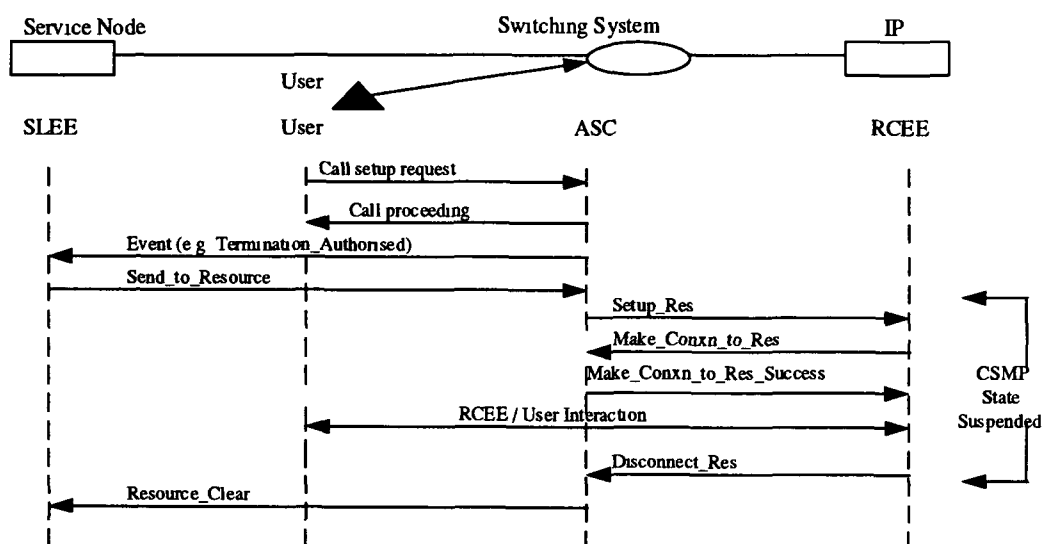 Service Node
Switching System
IP
User
SLEE
User
ASC
RCEE
Call setup request
Call proceeding
Event (e g Termination_Authorised)
Send_to_Resource
Setup_Res
Make_Conxn_to_Res
Make_Conxn_to_Res_Success
CSMP
State
Suspended
RCEE / User Interaction
Disconnect_Res
Resource_Clear